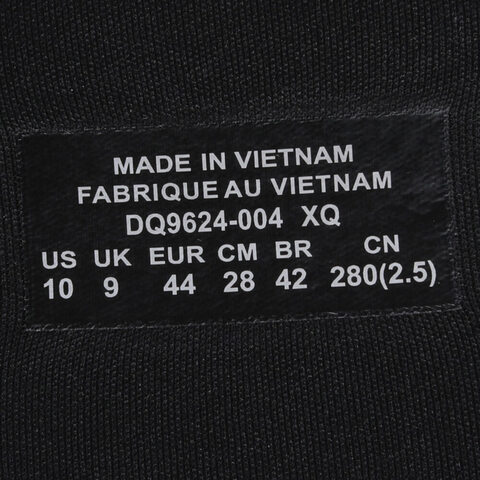 MADE IN VIETNAM
FABRIQUE AU VIETNAM
DQ9624-004 XQ
US UK EUR CM BR CN
10 9 44 28 42 280(2.5)